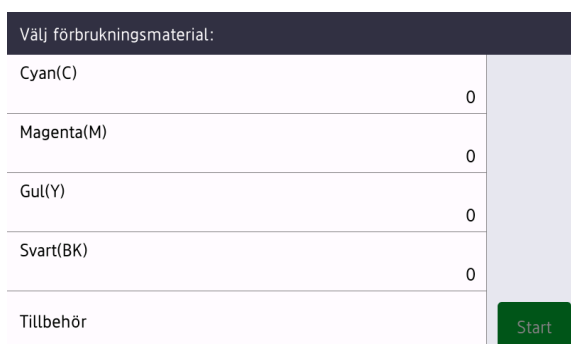 Välj förbrukningsmaterial:
Cyan(C)
0
Magenta(M)
0
Gul(Y)
0
Svart(BK)
0
Tillbehör
Start